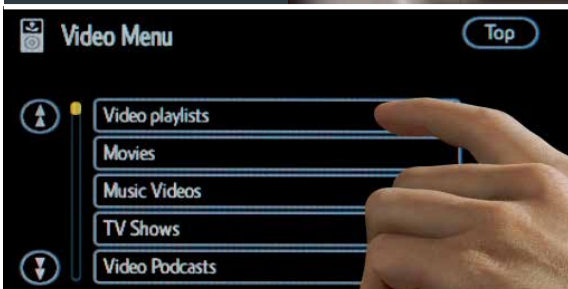 Video Menu
Top
Video playlists
Movies
Music Videos
TV Shows
Video Podcasts